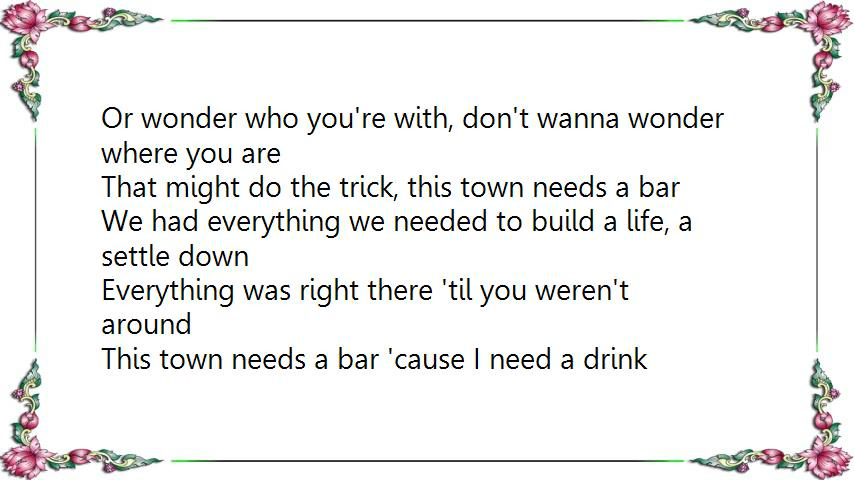 Or wonder who you're with, don't wanna wonder
where you are
That might do the trick, this town needs a bar
We had everything we needed to build a life, a
settle down
Everything was right there 'til you weren't
around
This town needs a bar 'cause I need a drink